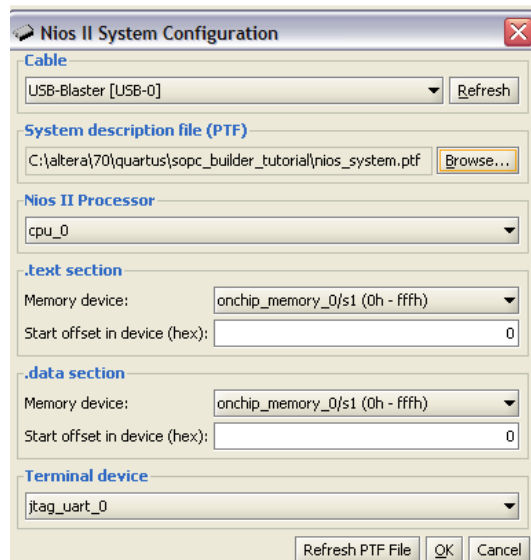 Nios II System Configuration
Cable
USB-Blaster [USB-0]
Refresh
System description file (PTF)
C:\altera\70\quartus\sopc_builder_tutorial\nios_system.ptf
Browse...
Nios II Processor
cpu_0
.text section
Memory device:
onchip_memory_0/s1 (0h - fffh)
Start offset in device (hex):
0
.data section
Memory device:
onchip_memory_0/s1 (0h - fffh)
Start offset in device (hex):
0
Terminal device
jtag_uart_0
Refresh PTF File
OK
Cancel